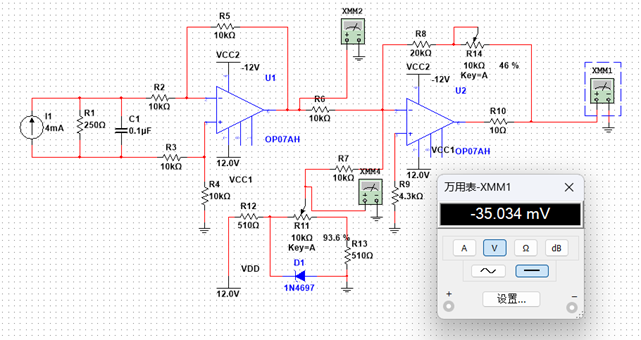 R5
10kΩ
XMM2
VCC2
-12V
U1
R8
20kΩ
R14
10kΩ
Key=A
46 %
VCC2
-12V
U2
XMM1
I1
4mA
R1
250Ω
C1
0.1µF
R2
10kΩ
R3
10kΩ
R4
10kΩ
OP07AH
12.0V
VCC1
R6
10kΩ
R10
10Ω
VCC1
OP07AH
12.0V
R7
10kΩ
XMM4
R9
4.3kΩ
R12
510Ω
R11
10kΩ
Key=A
93.6 %
R13
510Ω
VDD
12.0V
D1
1N4697
万用表-XMM1
-35.034 mV
A
V
Ω
dB
+
设置...
−